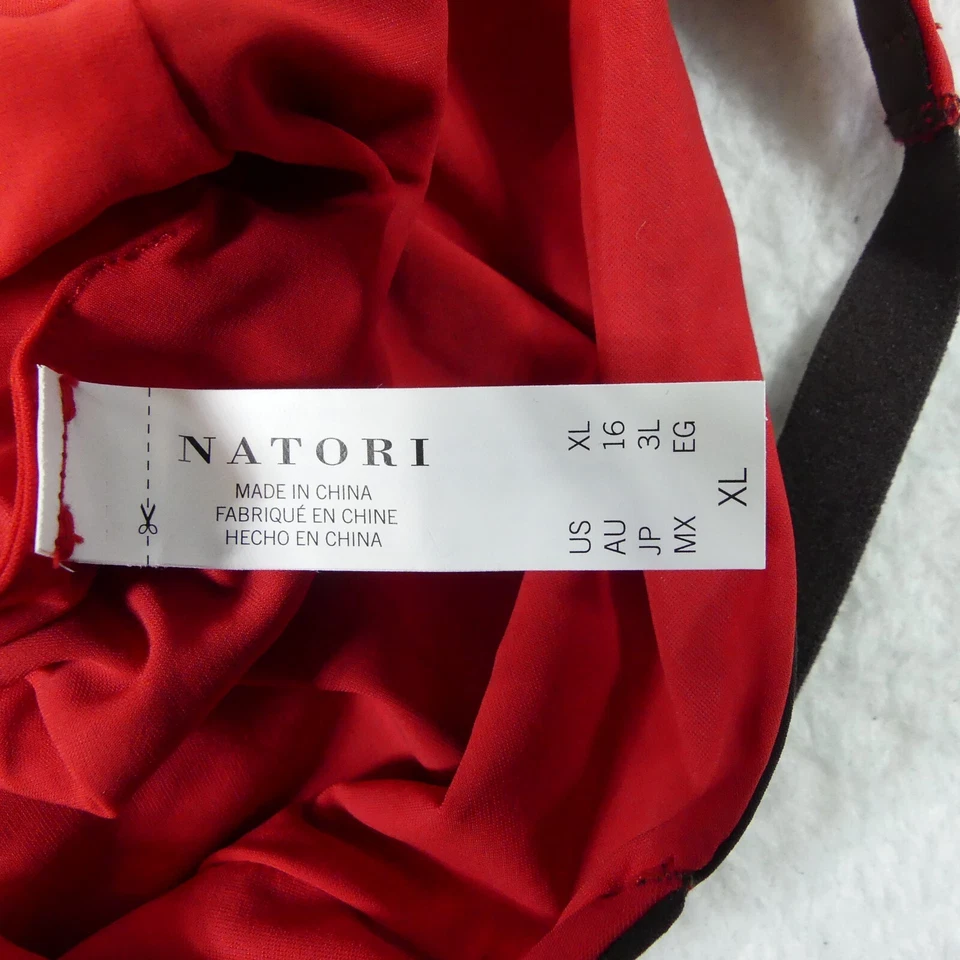 NATORI
MADE IN CHINA
FABRIQUÉ EN CHINE
HECHO EN CHINA
US XL
AU 16
JP 3L
MX EG
XL